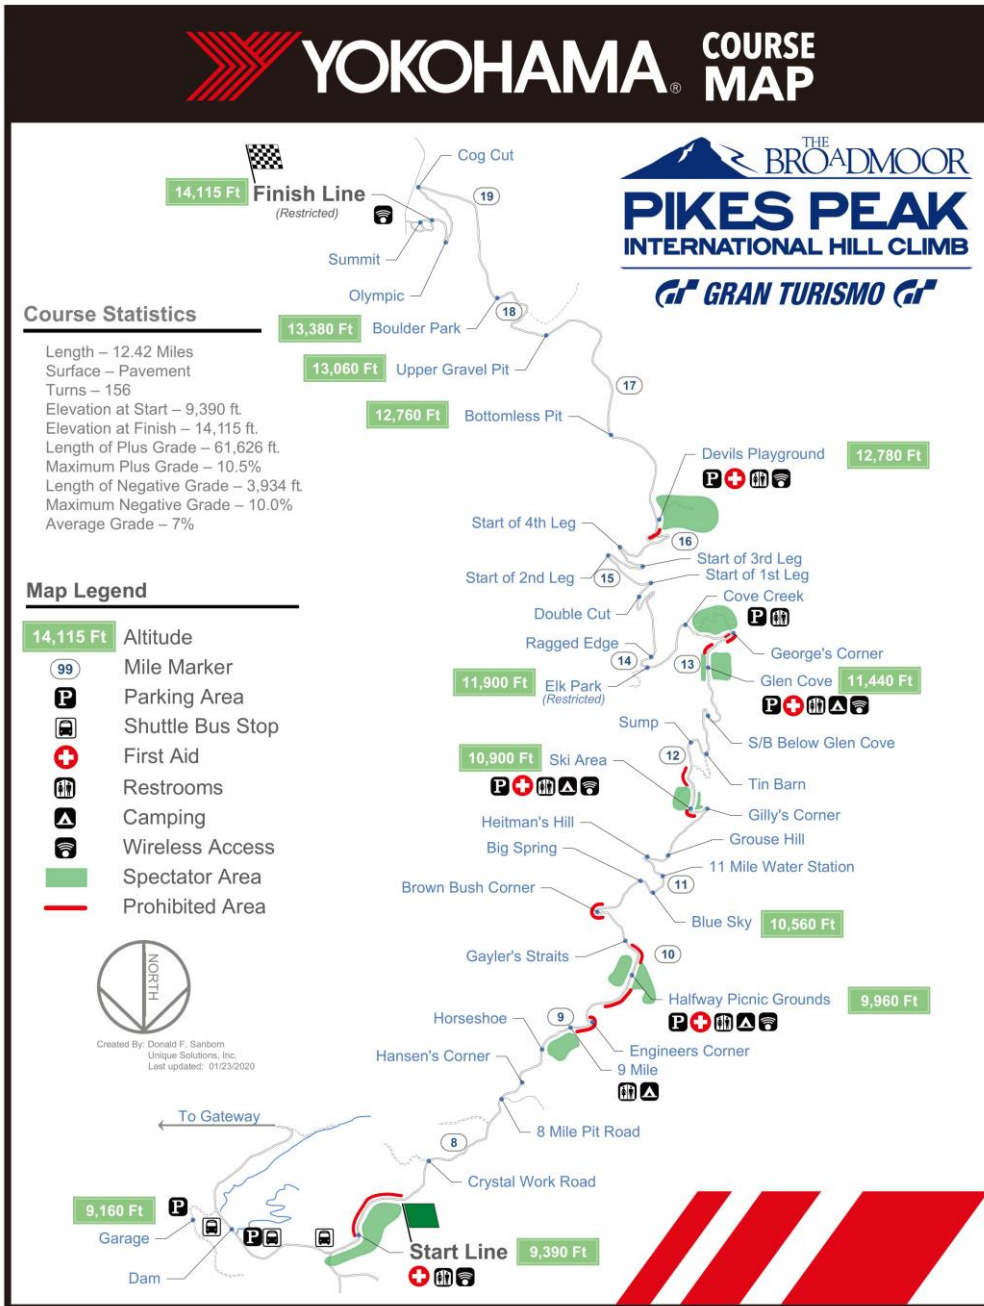 YOKOHAMA® COURSE MAP
THE BROADMOOR
PIKES PEAK
INTERNATIONAL HILL CLIMB
GRAN TURISMO
Cog Cut
19
14,115 Ft
Finish Line
(Restricted)
Summit
Olympic
18
13,380 Ft
Boulder Park
13,060 Ft
Upper Gravel Pit
17
12,760 Ft
Bottomless Pit
Devils Playground
12,780 Ft
P
Start of 4th Leg
16
Start of 3rd Leg
Start of 2nd Leg
15
Start of 1st Leg
Double Cut
Cove Creek
P
Ragged Edge
George's Corner
14
13
11,900 Ft
Elk Park
(Restricted)
Glen Cove
11,440 Ft
P
Sump
S/B Below Glen Cove
12
10,900 Ft
Ski Area
P
Tin Barn
Gilly's Corner
Heitman's Hill
Grouse Hill
Big Spring
11 Mile Water Station
11
Brown Bush Corner
Blue Sky
10,560 Ft
Gayler's Straits
10
Halfway Picnic Grounds
9,960 Ft
P
Horseshoe
9
Engineers Corner
Hansen's Corner
9 Mile
8 Mile Pit Road
8
Crystal Work Road
To Gateway
9,160 Ft
P
Garage
P
Dam
Start Line
9,390 Ft
Course Statistics
Length – 12.42 Miles
Surface – Pavement
Turns – 156
Elevation at Start – 9,390 ft.
Elevation at Finish – 14,115 ft.
Length of Plus Grade – 61,626 ft.
Maximum Plus Grade – 10.5%
Length of Negative Grade – 3,934 ft.
Maximum Negative Grade – 10.0%
Average Grade – 7%
Map Legend
14,115 Ft Altitude
99 Mile Marker
P Parking Area
Shuttle Bus Stop
First Aid
Restrooms
Camping
Wireless Access
Spectator Area
Prohibited Area
NORTH
Created By: Donald F. Sanborn
Unique Solutions, Inc.
Last updated: 01/23/2020